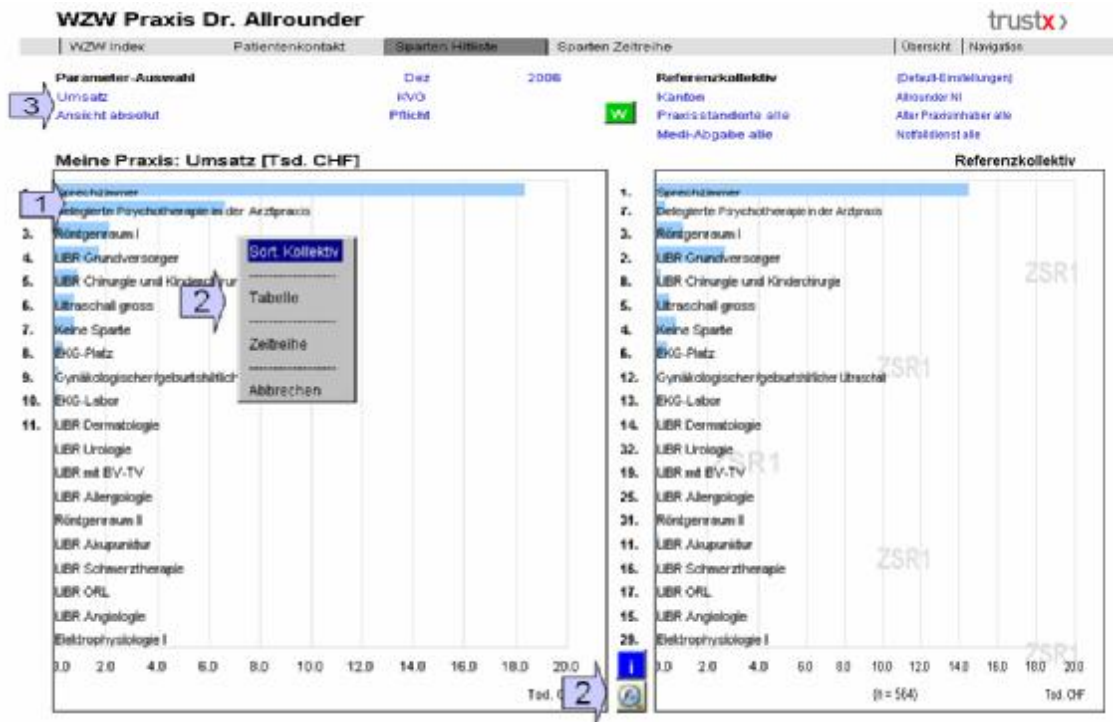 WZW Praxis Dr. Allrounder
trustx
WZW Index Patientenkontakt Sparten Hitliste Sparten Zeitreihe Übersicht Navigation
Parameter-Auswahl Dez 2006 Referenzkollektiv (Default-Einstellungen)
3 Umsatz KVG Kanton Allrounder NI
Ansicht absolut Pflicht W Praxisstandorte alle Alter Praxisinhaber alle
Medi-Abgabe alle Notfalldienst alle
Meine Praxis: Umsatz [Tsd. CHF] Referenzkollektiv
Sprechzimmer 1. Sprechzimmer
1 Delegierte Psychotherapie in der Arztpraxis 7. Delegierte Psychotherapie in der Arztpraxis
3. Röntgenraum I 3. Röntgenraum I
4. UBR Grundversorger 2. UBR Grundversorger
5. UBR Chirurgie und Kinderchirur 8. UBR Chirurgie und Kinderchirurgie
6. Ultraschall gross 5. Ultraschall gross
7. Keine Sparte 4. Keine Sparte
8. EKG-Platz 6. EKG-Platz
9. Gynäkologischer/geburtshilflich 12. Gynäkologischer/geburtshilflicher Ultraschall
10. EKG-Labor 13. EKG-Labor
11. UBR Dermatologie 14. UBR Dermatologie
UBR Urologie 32. UBR Urologie
UBR mit BV-TV 19. UBR mit BV-TV
UBR Allergologie 25. UBR Allergologie
Röntgenraum II 31. Röntgenraum II
UBR Akupunktur 11. UBR Akupunktur
UBR Schmerztherapie 16. UBR Schmerztherapie
UBR ORL 17. UBR ORL
UBR Angiologie 15. UBR Angiologie
Elektrophysiologie I 29. Elektrophysiologie I
Sort. Kollektiv
2 Tabelle
Zeitreihe
Abbrechen
ZSR1
ZSR1
ZSR1
ZSR1
ZSR1
0.0 2.0 4.0 6.0 8.0 10.0 12.0 14.0 16.0 18.0 20.0 i 0.0 2.0 4.0 6.0 8.0 10.0 12.0 14.0 16.0 18.0 20.0
Tsd. 2 (n = 564) Tsd. CHF